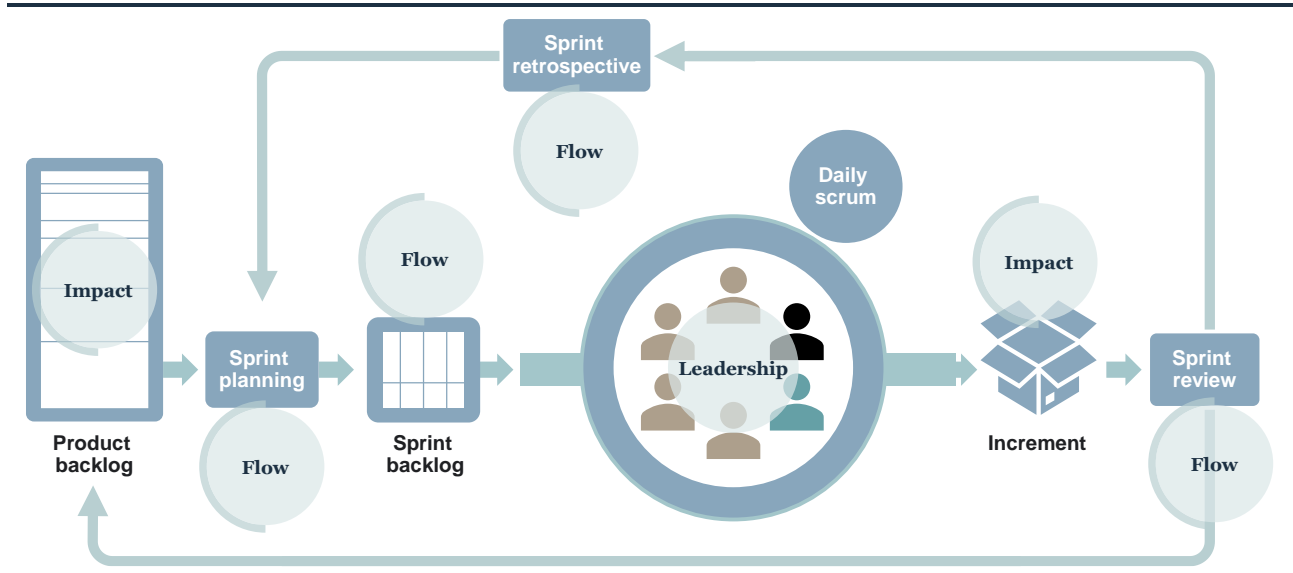 Sprint
retrospective
Flow
Daily
scrum
Flow
Impact
Impact
Leadership
Sprint
planning
Sprint
review
Product
backlog
Flow
Sprint
backlog
Increment
Flow